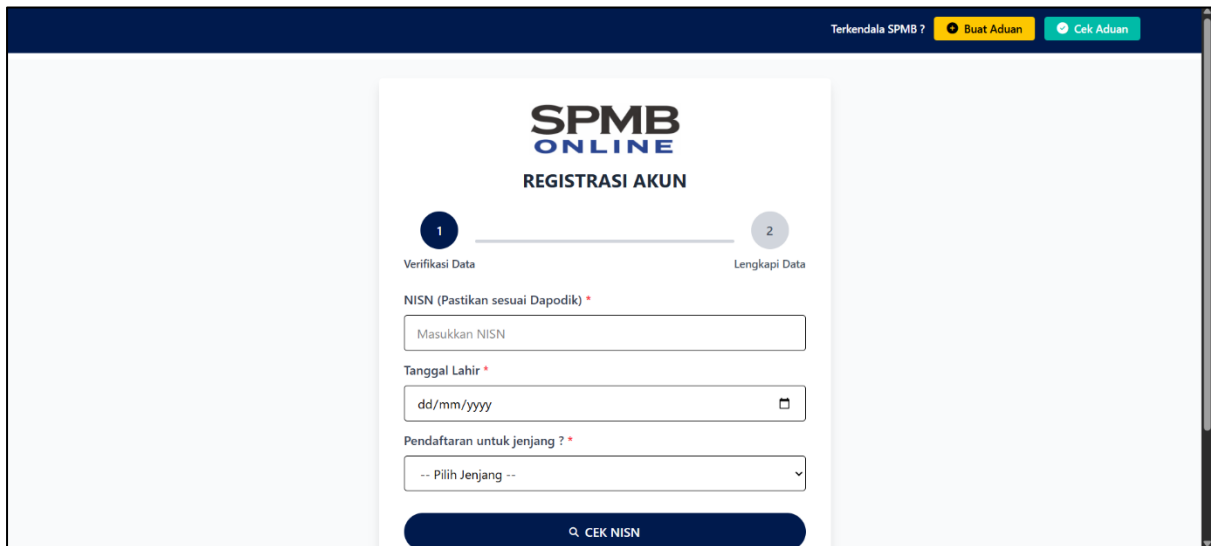 Terkendala SPMB ? Buat Aduan Cek Aduan
SPMB
ONLINE
REGISTRASI AKUN
1 2
Verifikasi Data Lengkapi Data
NISN (Pastikan sesuai Dapodik) *
Masukkan NISN
Tanggal Lahir *
dd/mm/yyyy
Pendaftaran untuk jenjang ? *
-- Pilih Jenjang --
CEK NISN